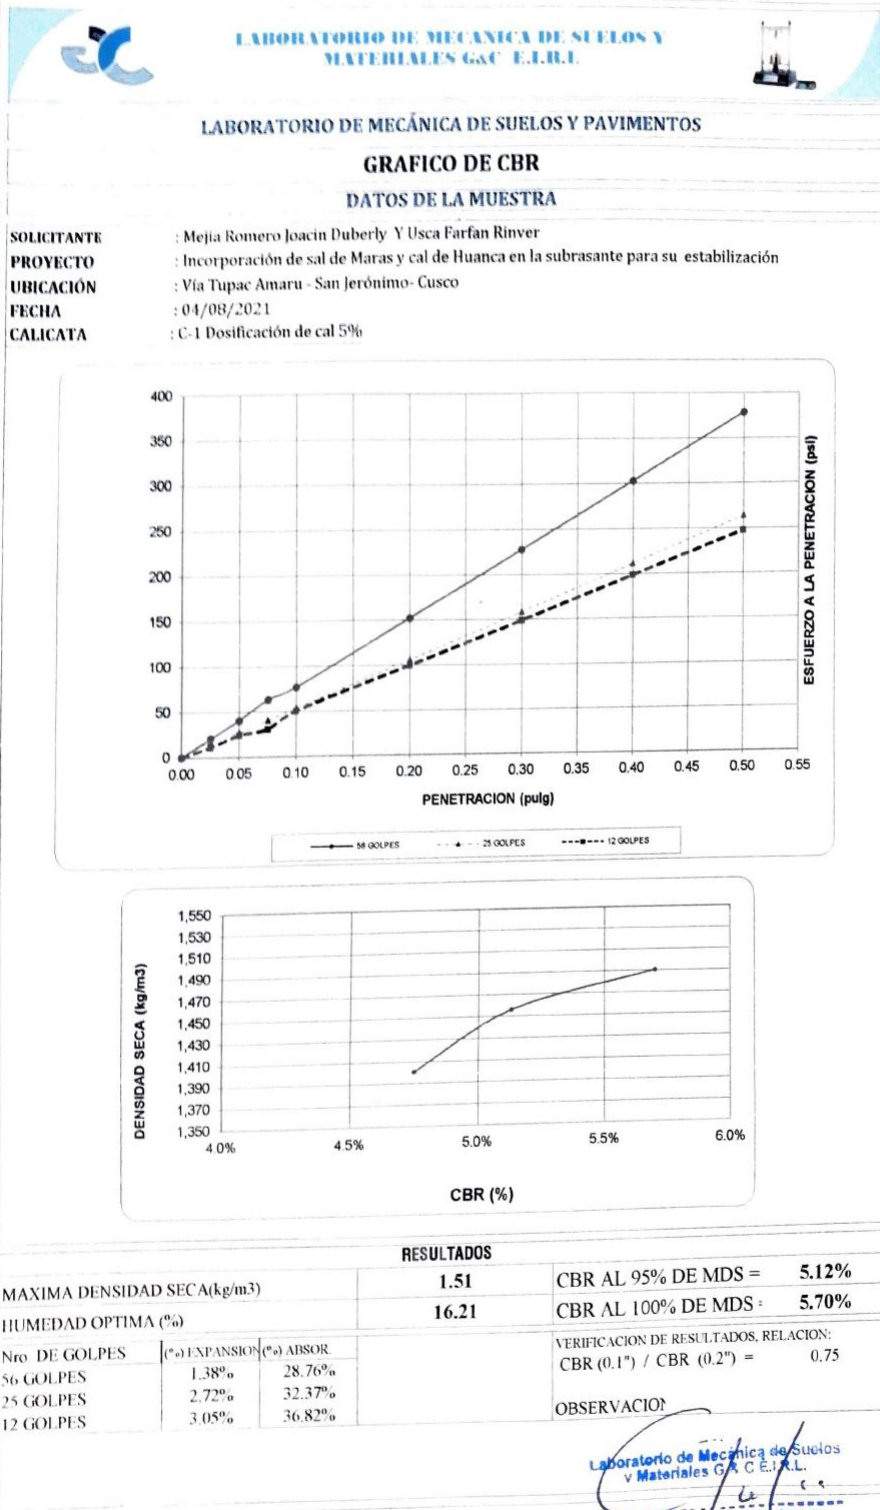 LABORATORIO DE MECANICA DE SUELOS Y
MATERIALES G&C E.I.R.L
LABORATORIO DE MECÁNICA DE SUELOS Y PAVIMENTOS
GRAFICO DE CBR
DATOS DE LA MUESTRA
SOLICITANTE : Mejia Romero Joacin Duberly Y Usca Farfan Rinver
PROYECTO : Incorporación de sal de Maras y cal de Huanca en la subrasante para su estabilización
UBICACIÓN : Vía Tupac Amaru - San Jerónimo- Cusco
FECHA : 04/08/2021
CALICATA : C-1 Dosificación de cal 5%
400
350
300
250
200
150
100
50
0
0.00 0.05 0.10 0.15 0.20 0.25 0.30 0.35 0.40 0.45 0.50 0.55
PENETRACION (pulg)
ESFUERZO A LA PENETRACION (psi)
56 GOLPES 25 GOLPES 12 GOLPES
DENSIDAD SECA (kg/m3)
1,550
1,530
1,510
1,490
1,470
1,450
1,430
1,410
1,390
1,370
1,350
4.0% 4.5% 5.0% 5.5% 6.0%
CBR (%)
RESULTADOS
MAXIMA DENSIDAD SECA(kg/m3) 1.51 CBR AL 95% DE MDS = 5.12%
HUMEDAD OPTIMA (%) 16.21 CBR AL 100% DE MDS : 5.70%
Nro DE GOLPES (%) EXPANSION (%) ABSOR. VERIFICACION DE RESULTADOS, RELACION:
56 GOLPES 1.38% 28.76% CBR (0.1") / CBR (0.2") = 0.75
25 GOLPES 2.72% 32.37%
12 GOLPES 3.05% 36.82% OBSERVACION
Laboratorio de Mecánica de Suelos
y Materiales G & C E.I.R.L.